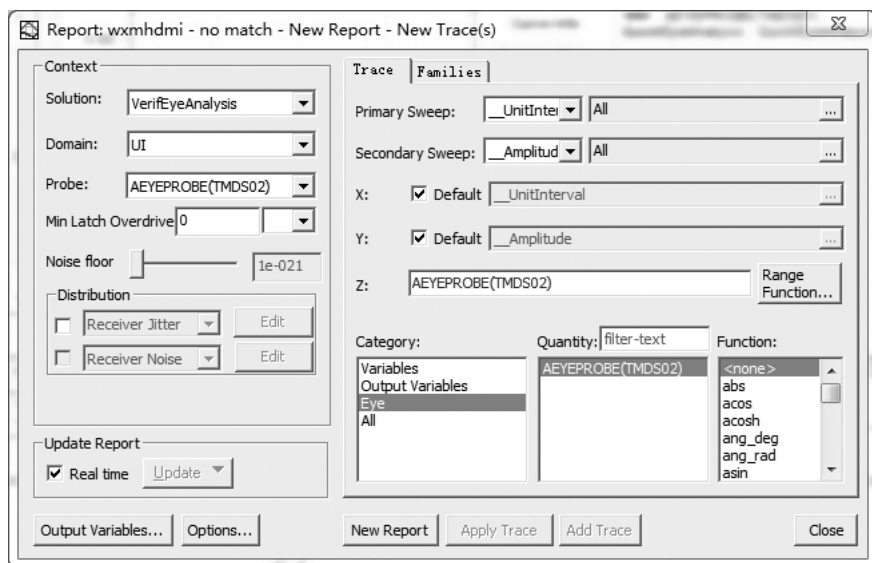 Report: wxmhdmi - no match - New Report - New Trace(s)
Context
Solution: VerifEyeAnalysis
Domain: UI
Probe: AEYEPROBE(TMDS02)
Min Latch Overdrive 0
Noise floor 1e-021
Distribution
Receiver Jitter Edit
Receiver Noise Edit
Update Report
Real time Update
Output Variables... Options...
Trace Families
Primary Sweep: __UnitInter All ...
Secondary Sweep: __Amplitud All ...
X: Default __UnitInterval ...
Y: Default __Amplitude ...
Z: AEYEPROBE(TMDS02) Range Function...
Category: Quantity: filter-text Function:
Variables AEYEPROBE(TMDS02) <none>
Output Variables abs
Eye acos
All acosh
ang_deg
ang_rad
asin
New Report Apply Trace Add Trace Close